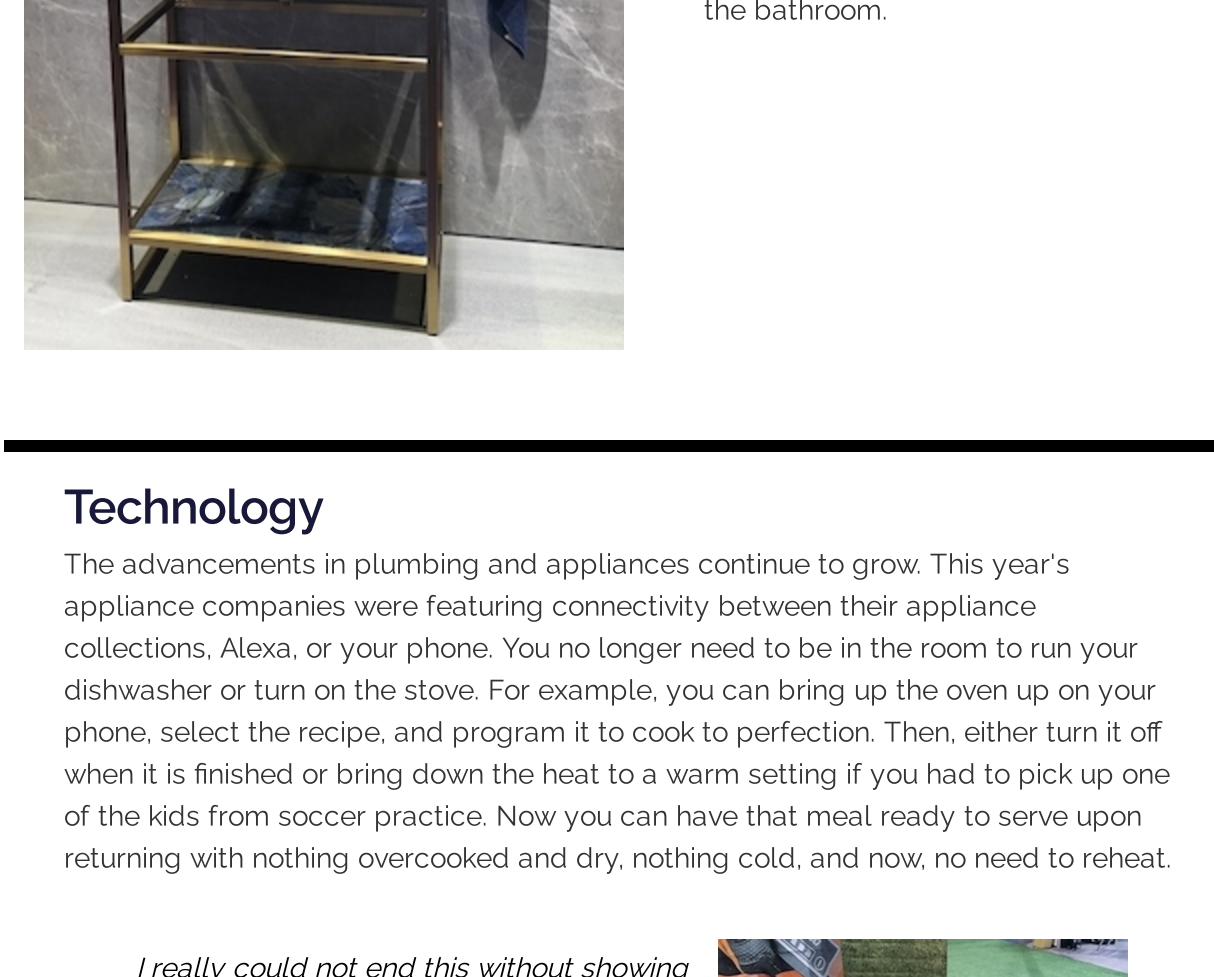 the bathroom.
Technology
The advancements in plumbing and appliances continue to grow. This year's
appliance companies were featuring connectivity between their appliance
collections, Alexa, or your phone. You no longer need to be in the room to run your
dishwasher or turn on the stove. For example, you can bring up the oven up on your
phone, select the recipe, and program it to cook to perfection. Then, either turn it off
when it is finished or bring down the heat to a warm setting if you had to pick up one
of the kids from soccer practice. Now you can have that meal ready to serve upon
returning with nothing overcooked and dry, nothing cold, and now, no need to reheat.
I really could not end this without showing